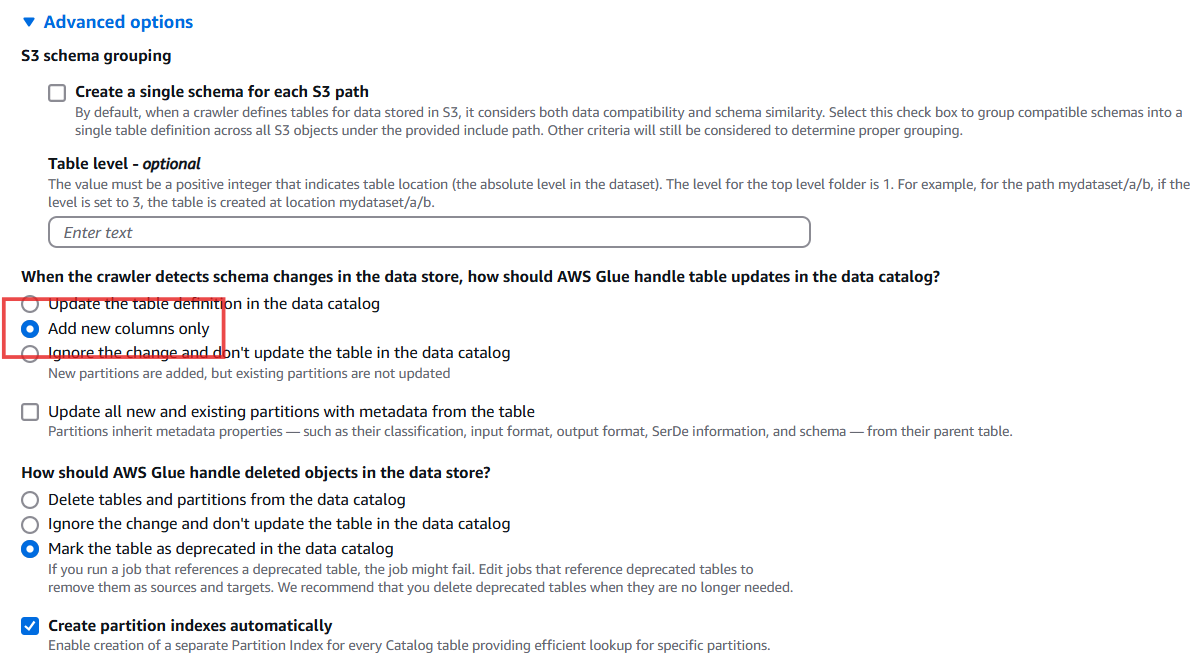 Advanced options
S3 schema grouping
Create a single schema for each S3 path
By default, when a crawler defines tables for data stored in S3, it considers both data compatibility and schema similarity. Select this check box to group compatible schemas into a
single table definition across all S3 objects under the provided include path. Other criteria will still be considered to determine proper grouping.
Table level - optional
The value must be a positive integer that indicates table location (the absolute level in the dataset). The level for the top level folder is 1. For example, for the path mydataset/a/b, if the
level is set to 3, the table is created at location mydataset/a/b.
Enter text
When the crawler detects schema changes in the data store, how should AWS Glue handle table updates in the data catalog?
Update the table definition in the data catalog
Add new columns only
Ignore the change and don't update the table in the data catalog
New partitions are added, but existing partitions are not updated
Update all new and existing partitions with metadata from the table
Partitions inherit metadata properties — such as their classification, input format, output format, SerDe information, and schema — from their parent table.
How should AWS Glue handle deleted objects in the data store?
Delete tables and partitions from the data catalog
Ignore the change and don't update the table in the data catalog
Mark the table as deprecated in the data catalog
If you run a job that references a deprecated table, the job might fail. Edit jobs that reference deprecated tables to
remove them as sources and targets. We recommend that you delete deprecated tables when they are no longer needed.
Create partition indexes automatically
Enable creation of a separate Partition Index for every Catalog table providing efficient lookup for specific partitions.